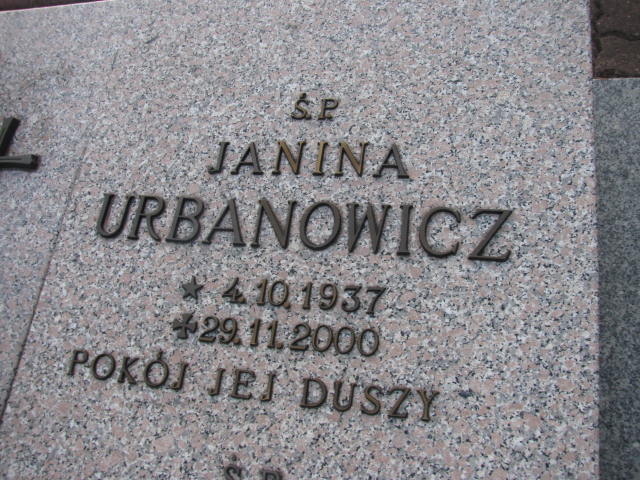 Ś.P.
JANINA
URBANOWICZ
★ 4.10.1937
✠ 29.11.2000
POKÓJ JEJ DUSZY
Ś.P.